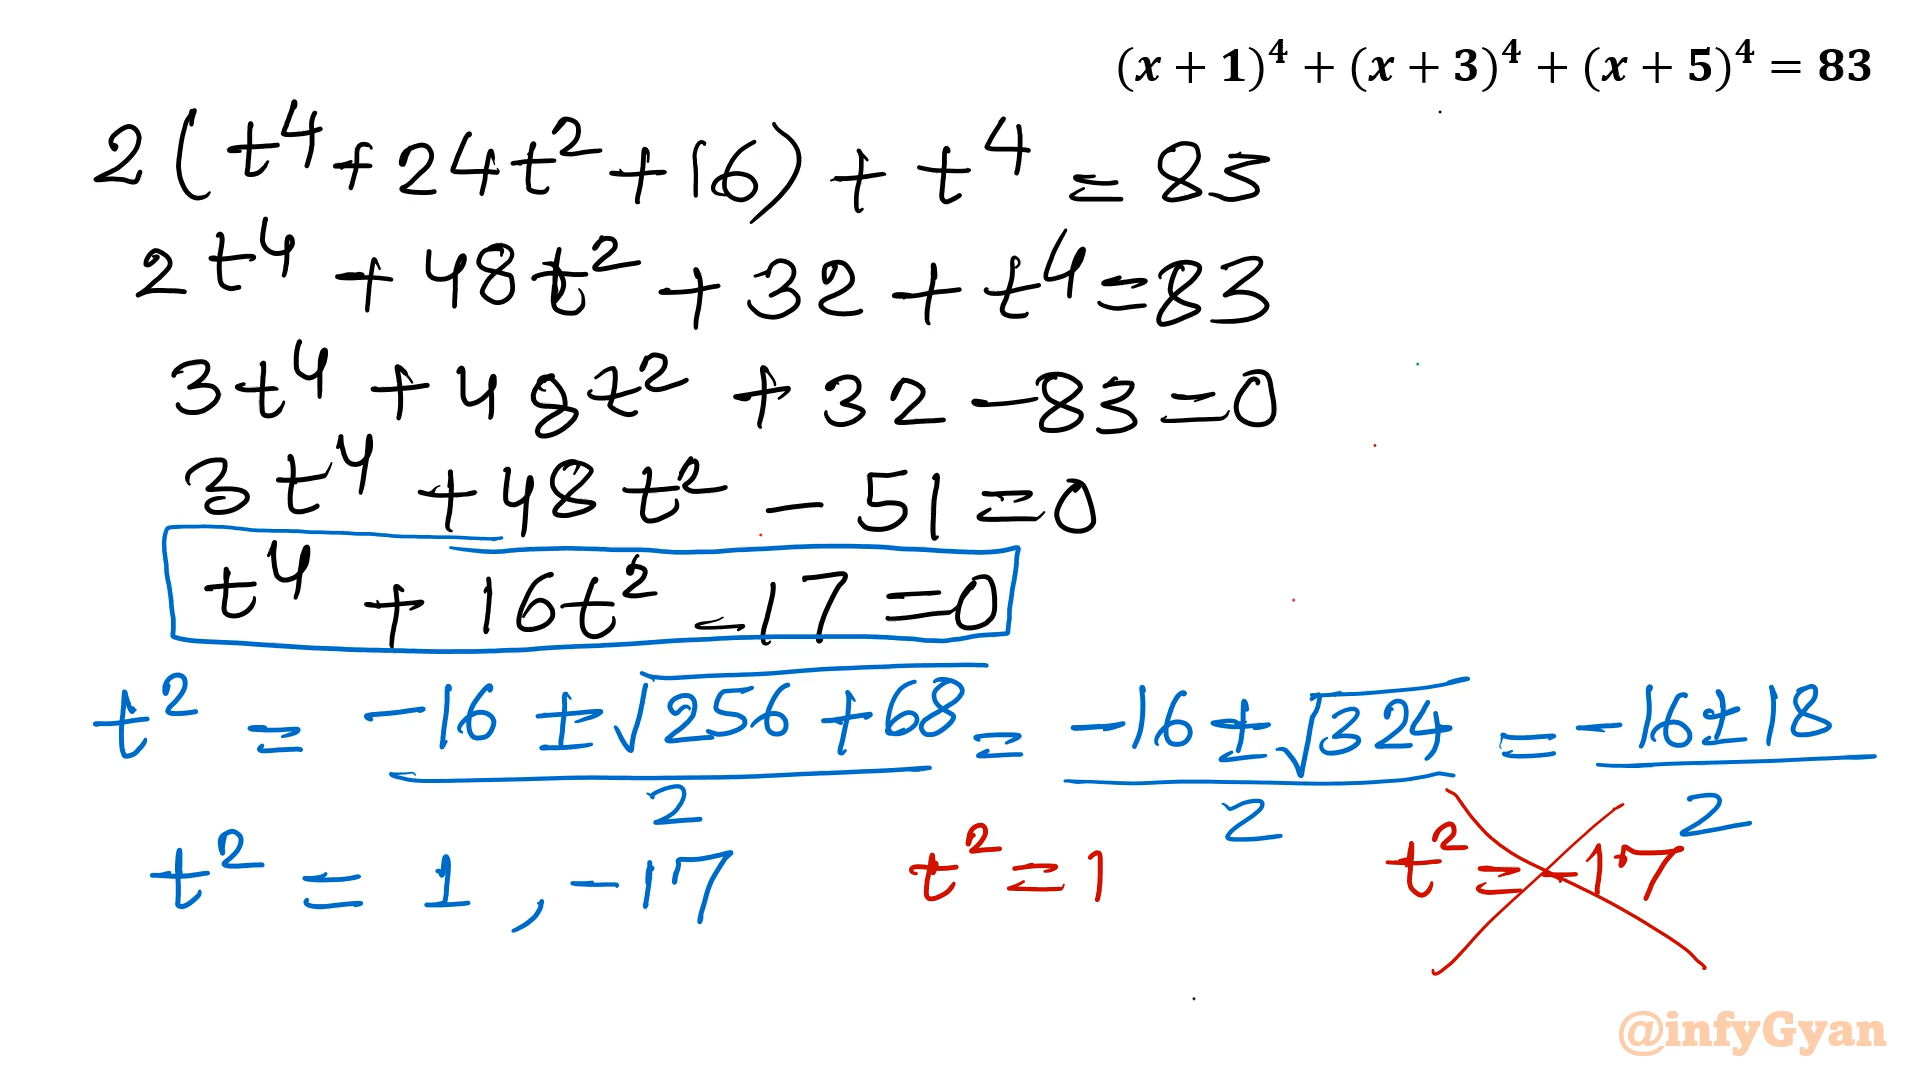 (x + 1)⁴ + (x + 3)⁴ + (x + 5)⁴ = 83
2(t⁴ + 24t² + 16) + t⁴ = 83
2t⁴ + 48t² + 32 + t⁴ = 83
3t⁴ + 48t² + 32 - 83 = 0
3t⁴ + 48t² - 51 = 0
t⁴ + 16t² - 17 = 0
t² = (-16 ± √(256 + 68))/2 = (-16 ± √324)/2 = (-16 ± 18)/2
t² = 1, -17 t² = 1 t² = -17
@infyGyan